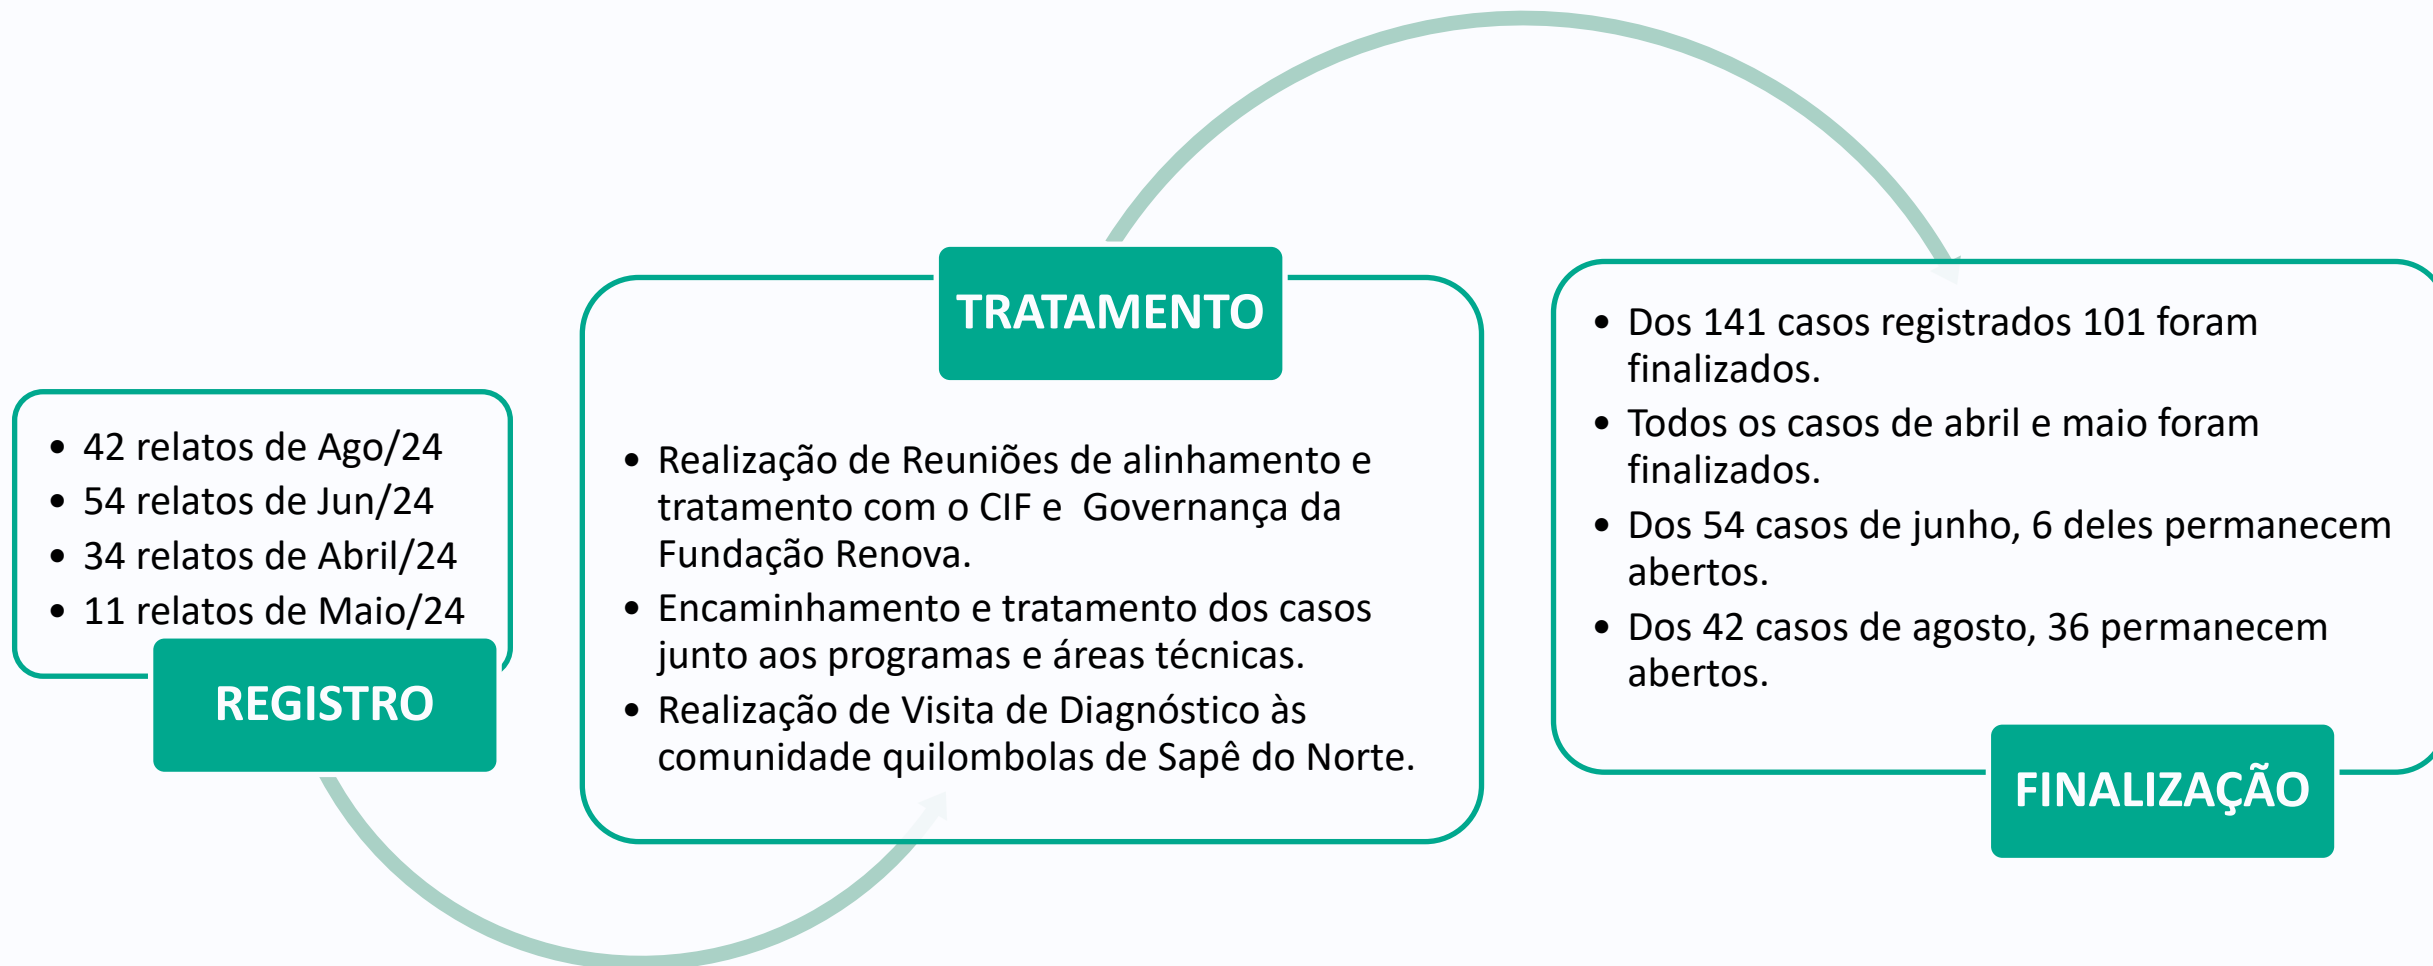 • 42 relatos de Ago/24
• 54 relatos de Jun/24
• 34 relatos de Abril/24
• 11 relatos de Maio/24
REGISTRO
TRATAMENTO
• Realização de Reuniões de alinhamento e
tratamento com o CIF e  Governança da
Fundação Renova.
• Encaminhamento e tratamento dos casos
junto aos programas e áreas técnicas.
• Realização de Visita de Diagnóstico às
comunidade quilombolas de Sapê do Norte.
• Dos 141 casos registrados 101 foram
finalizados.
• Todos os casos de abril e maio foram
finalizados.
• Dos 54 casos de junho, 6 deles permanecem
abertos.
• Dos 42 casos de agosto, 36 permanecem
abertos.
FINALIZAÇÃO